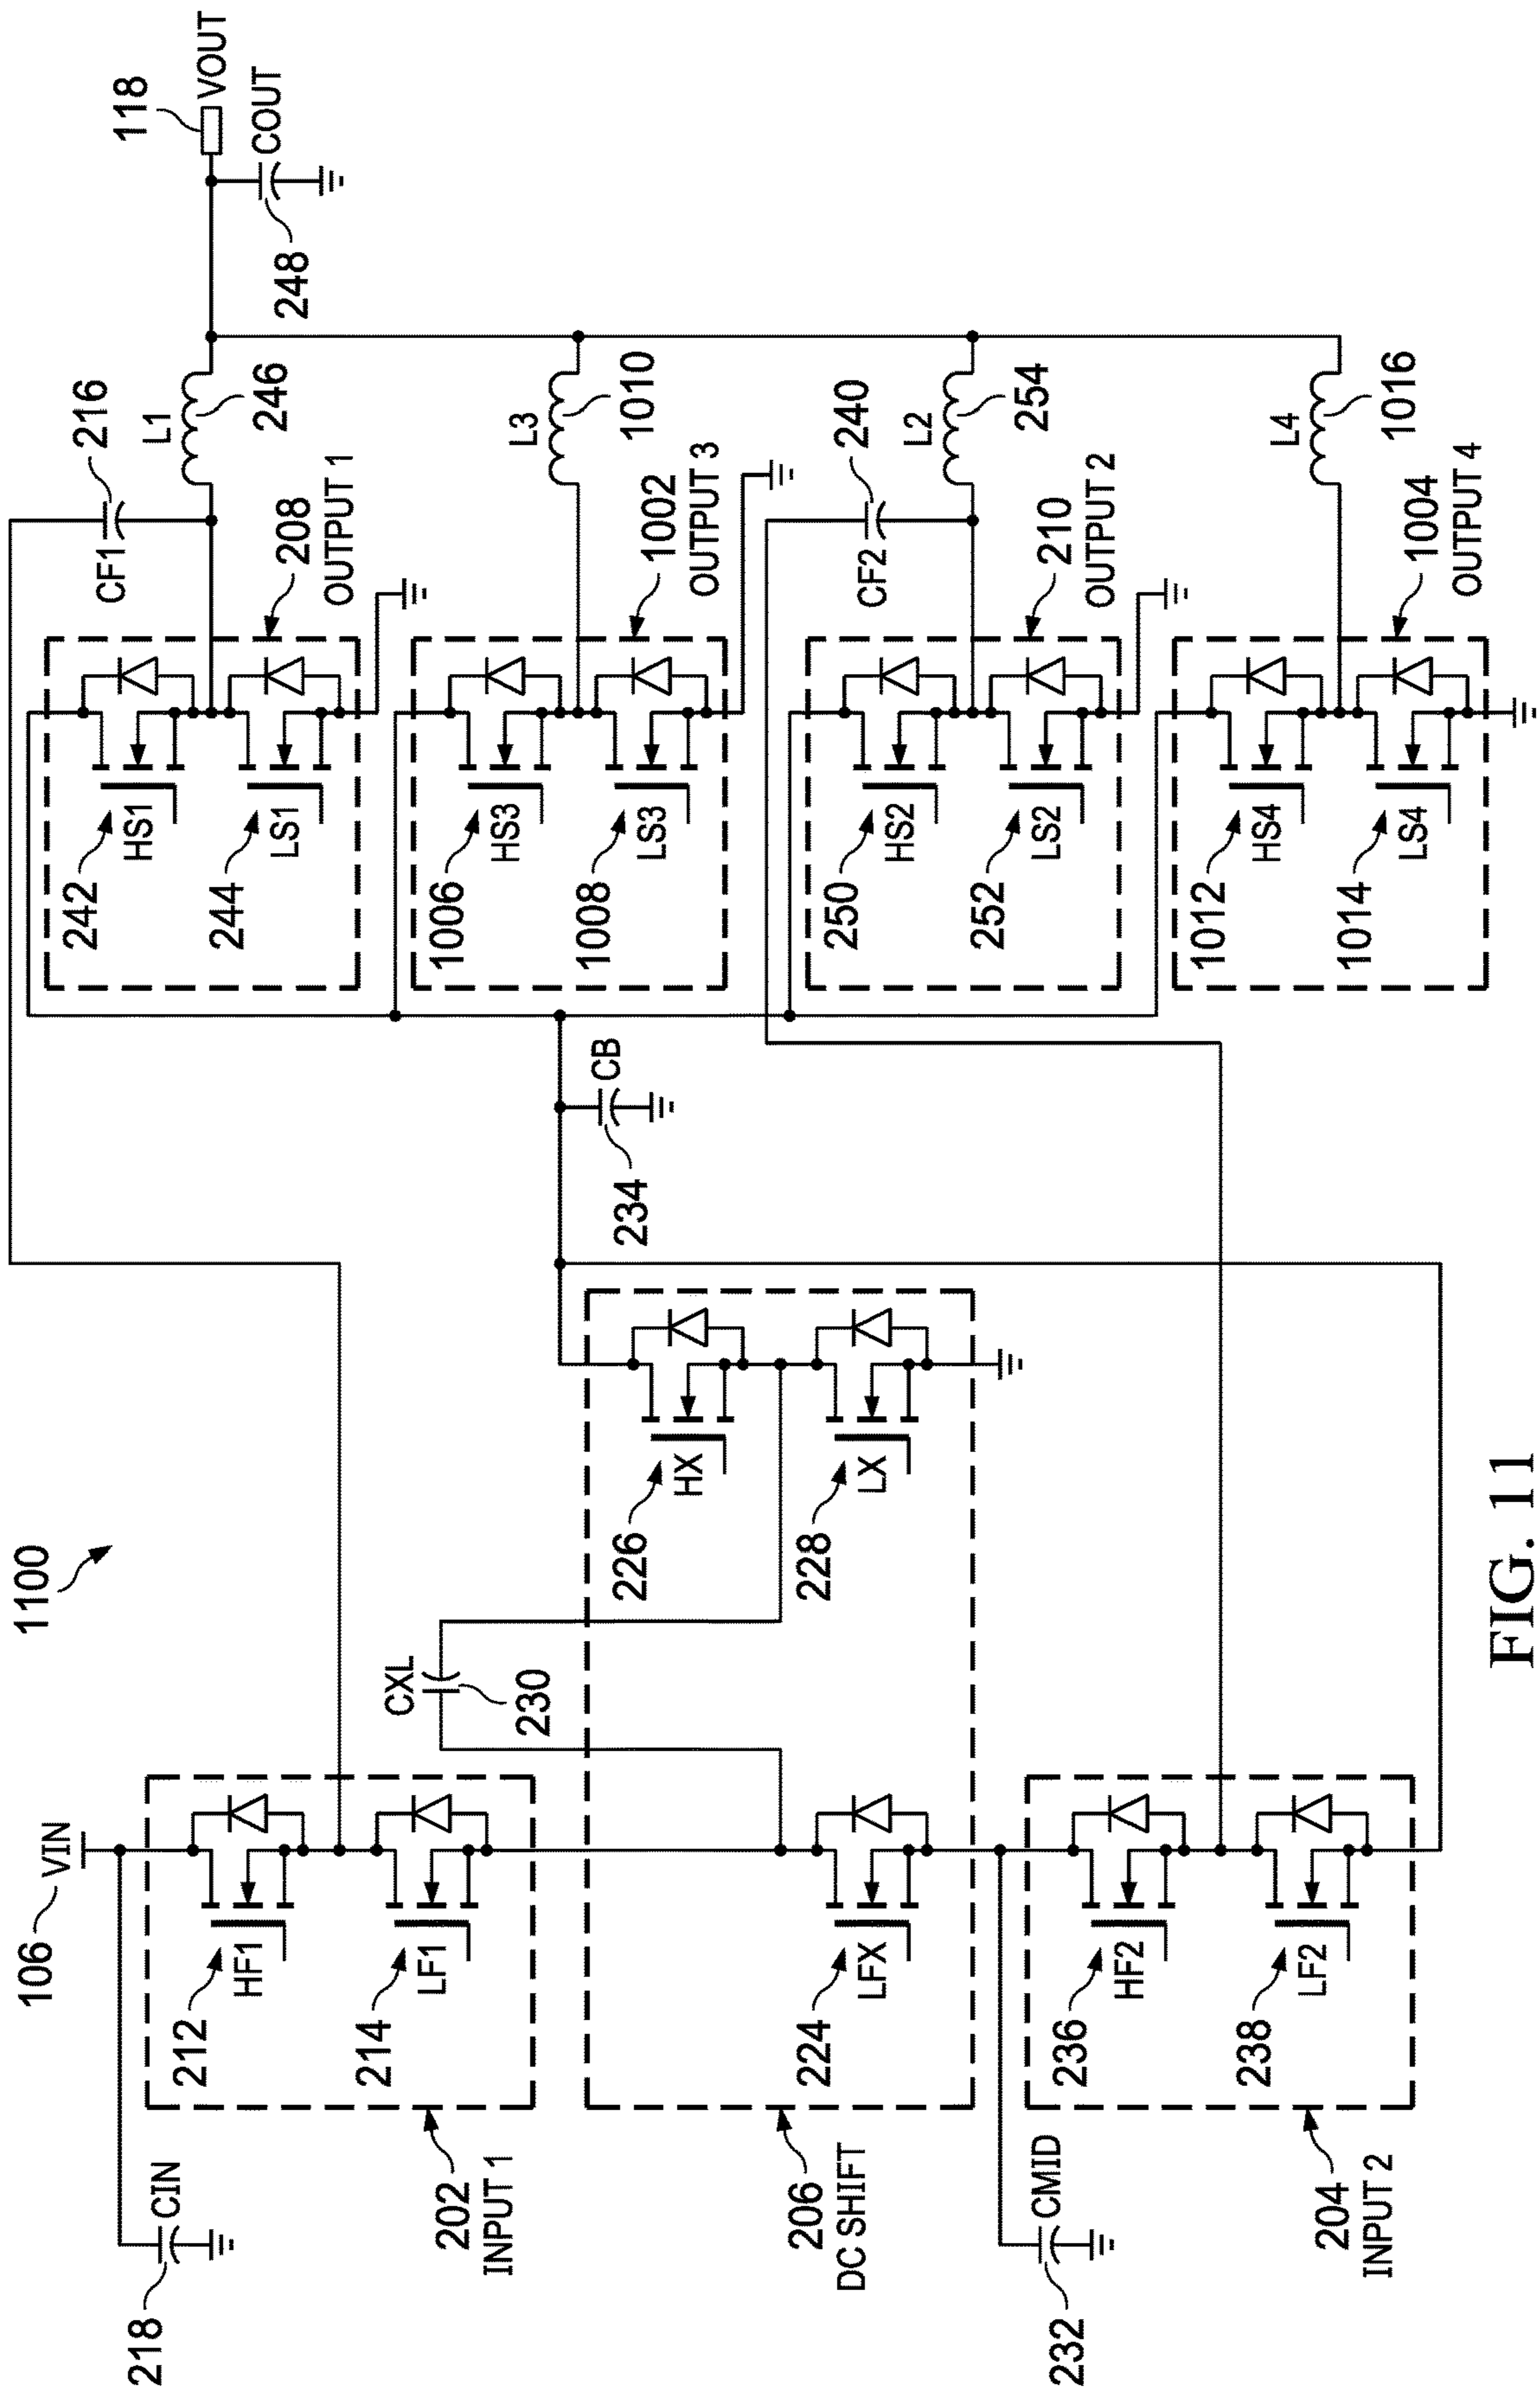 1100
106
VIN
218
CIN
212
HF1
214
LF1
202
INPUT 1
CXL
230
206
DC SHIFT
224
LFX
226
HX
228
LX
232
CMID
236
HF2
238
LF2
204
INPUT 2
234
CB
216
CF1
242
HS1
244
LS1
208
OUTPUT 1
L1
246
118
VOUT
COUT
248
1006
HS3
1008
LS3
1002
OUTPUT 3
L3
1010
240
CF2
250
HS2
252
LS2
210
OUTPUT 2
L2
254
1012
HS4
1014
LS4
1004
OUTPUT 4
L4
1016
FIG. 11